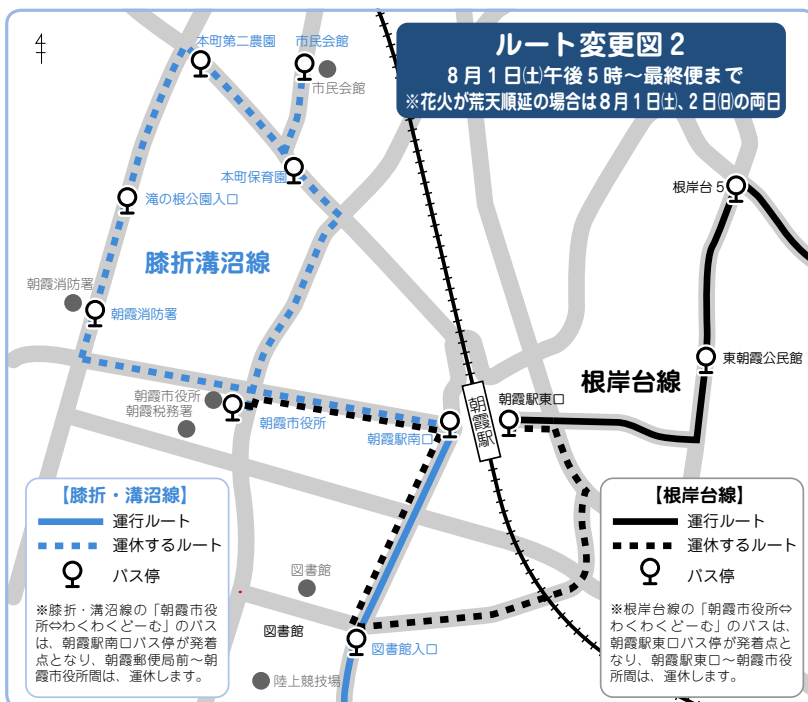 ルート変更図2
8月1日㈯午後5時～最終便まで
※花火が荒天順延の場合は8月1日㈯、2日㈰の両日
4
本町第二農園
市民会館
市民会館
本町保育園
根岸台5
滝の根公園入口
膝折溝沼線
朝霞消防署
朝霞消防署
東朝霞公民館
根岸台線
朝霞市役所
朝霞税務署
朝霞市役所
朝霞駅南口
朝霞駅
朝霞駅東口
図書館
図書館
図書館入口
陸上競技場
【膝折・溝沼線】
運行ルート
運休するルート
バス停
※膝折・溝沼線の「朝霞市役
所⇔わくわくどーむ」のバス
は、朝霞駅南口バス停が発着
点となり、朝霞郵便局前～朝
霞市役所間は、運休します。
【根岸台線】
運行ルート
運休するルート
バス停
※根岸台線の「朝霞市役所⇔
わくわくどーむ」のバスは、
朝霞駅東口バス停が発着点と
なり、朝霞駅東口～朝霞市役
所間は、運休します。